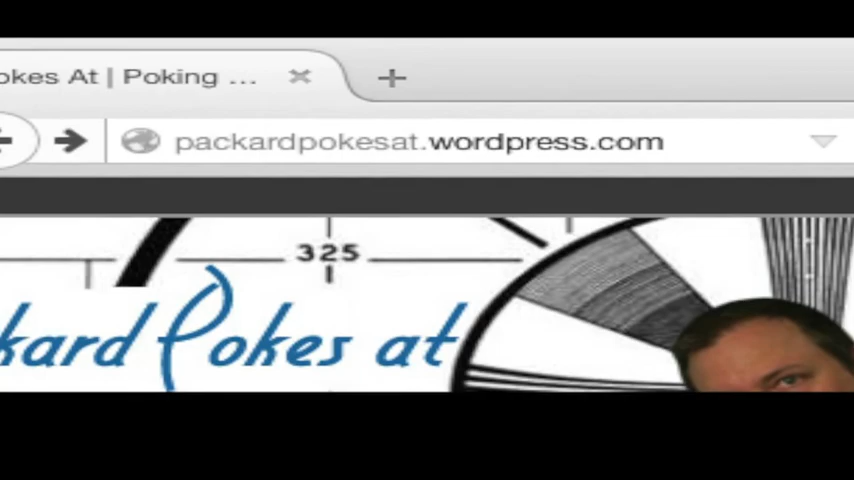 okes At | Poking ...
packardpokesat.wordpress.com
325
kard Pokes at